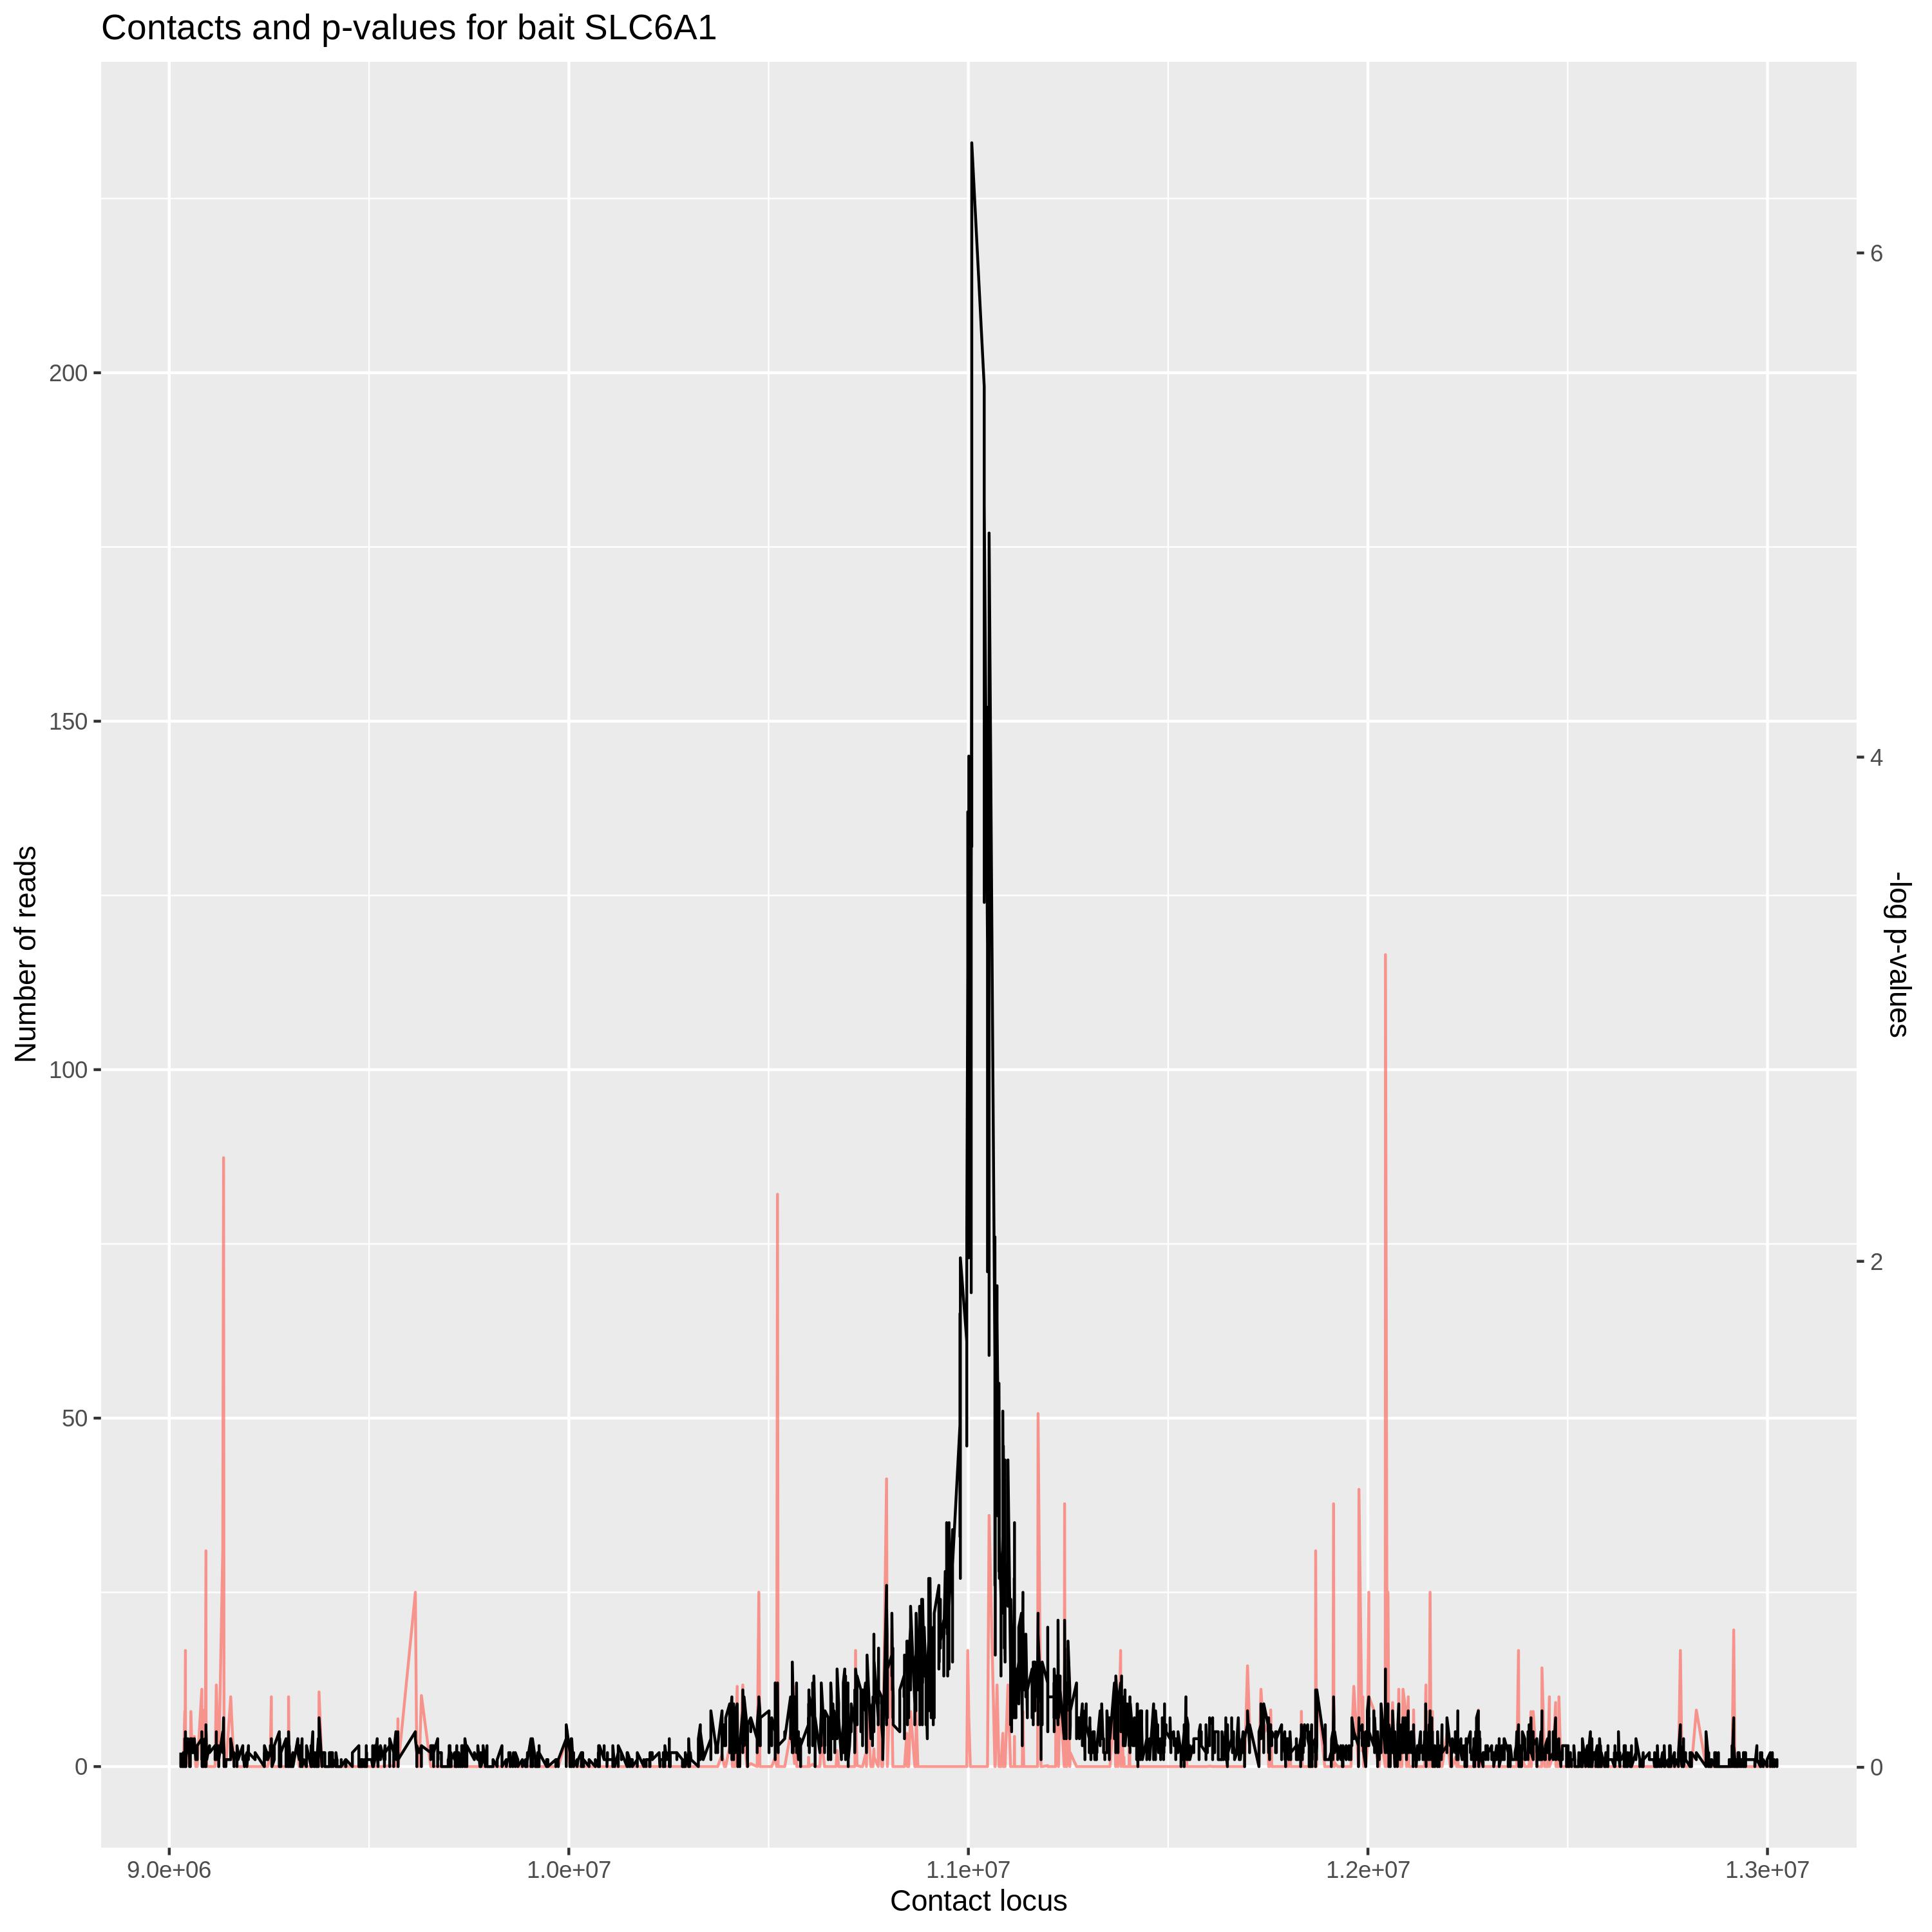 Contacts and p-values for bait SLC6A1
200
150
100
50
0
Number of reads
6
4
2
0
-log p-values
9.0e+06 1.0e+07 1.1e+07 1.2e+07 1.3e+07
Contact locus